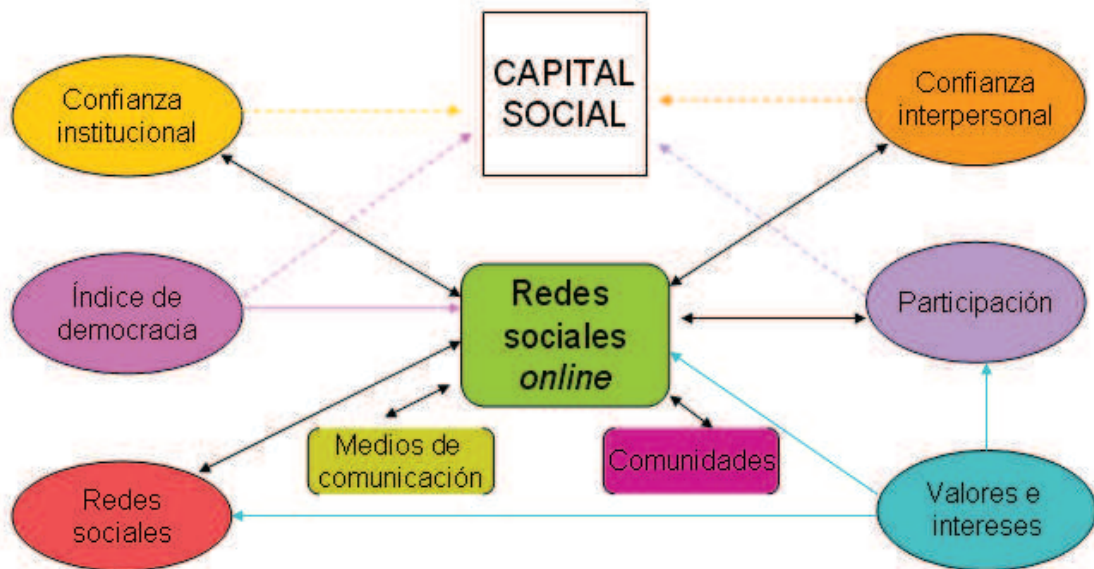 CAPITAL
SOCIAL
Confianza
institucional
Confianza
interpersonal
Índice de
democracia
Redes
sociales
online
Participación
Medios de
comunicación
Comunidades
Redes
sociales
Valores e
intereses